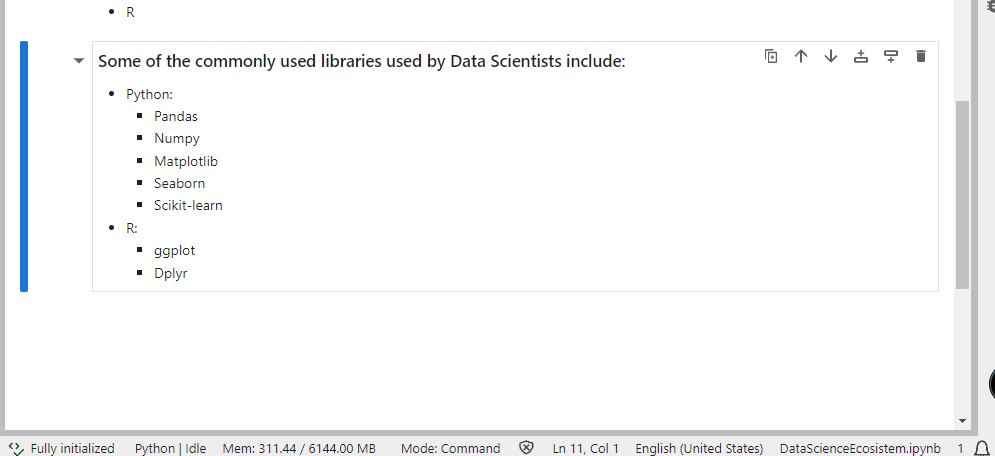 R
Some of the commonly used libraries used by Data Scientists include:
Python:
Pandas
Numpy
Matplotlib
Seaborn
Scikit-learn
R:
ggplot
Dplyr
Fully initialized Python | Idle Mem: 311.44 / 6144.00 MB Mode: Command Ln 11, Col 1 English (United States) DataScienceEcosistem.ipynb 1